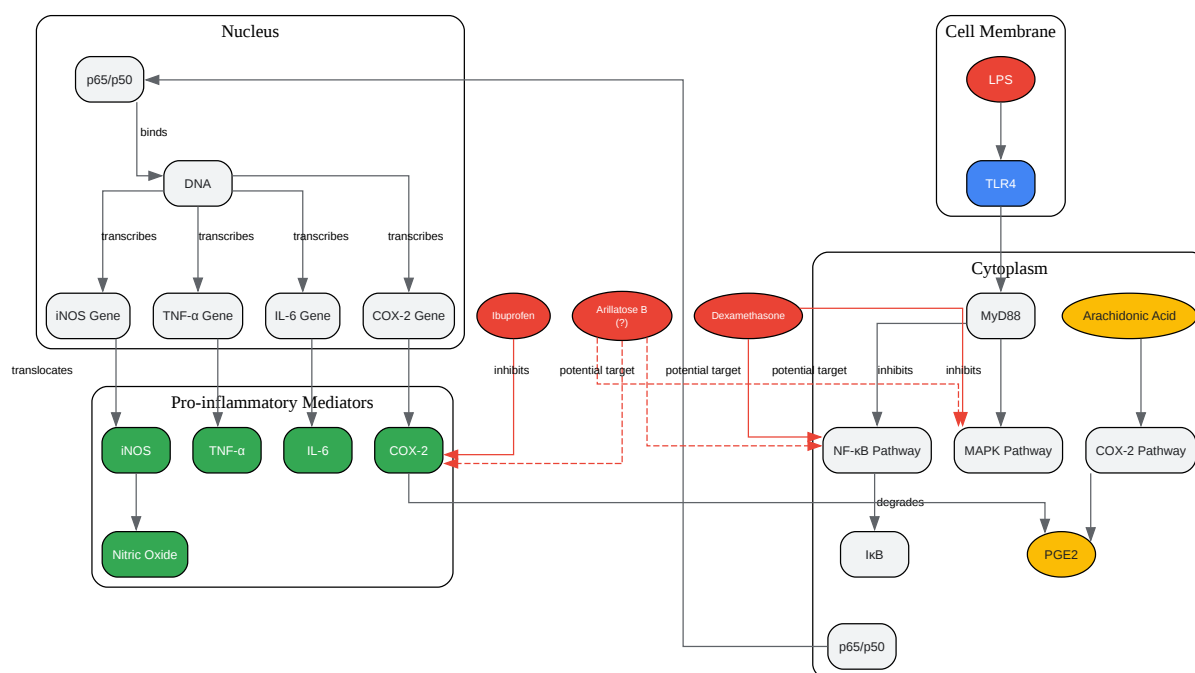 Nucleus
Cell Membrane
p65/p50
LPS
binds
DNA
TLR4
transcribes
transcribes
transcribes
transcribes
Cytoplasm
iNOS Gene
TNF-α Gene
IL-6 Gene
COX-2 Gene
Ibuprofen
Arillatose B
(?)
Dexamethasone
MyD88
Arachidonic Acid
translocates
inhibits
potential target
potential target
potential target
inhibits
inhibits
Pro-inflammatory Mediators
iNOS
TNF-α
IL-6
COX-2
NF-κB Pathway
MAPK Pathway
COX-2 Pathway
degrades
Nitric Oxide
IκB
PGE2
p65/p50